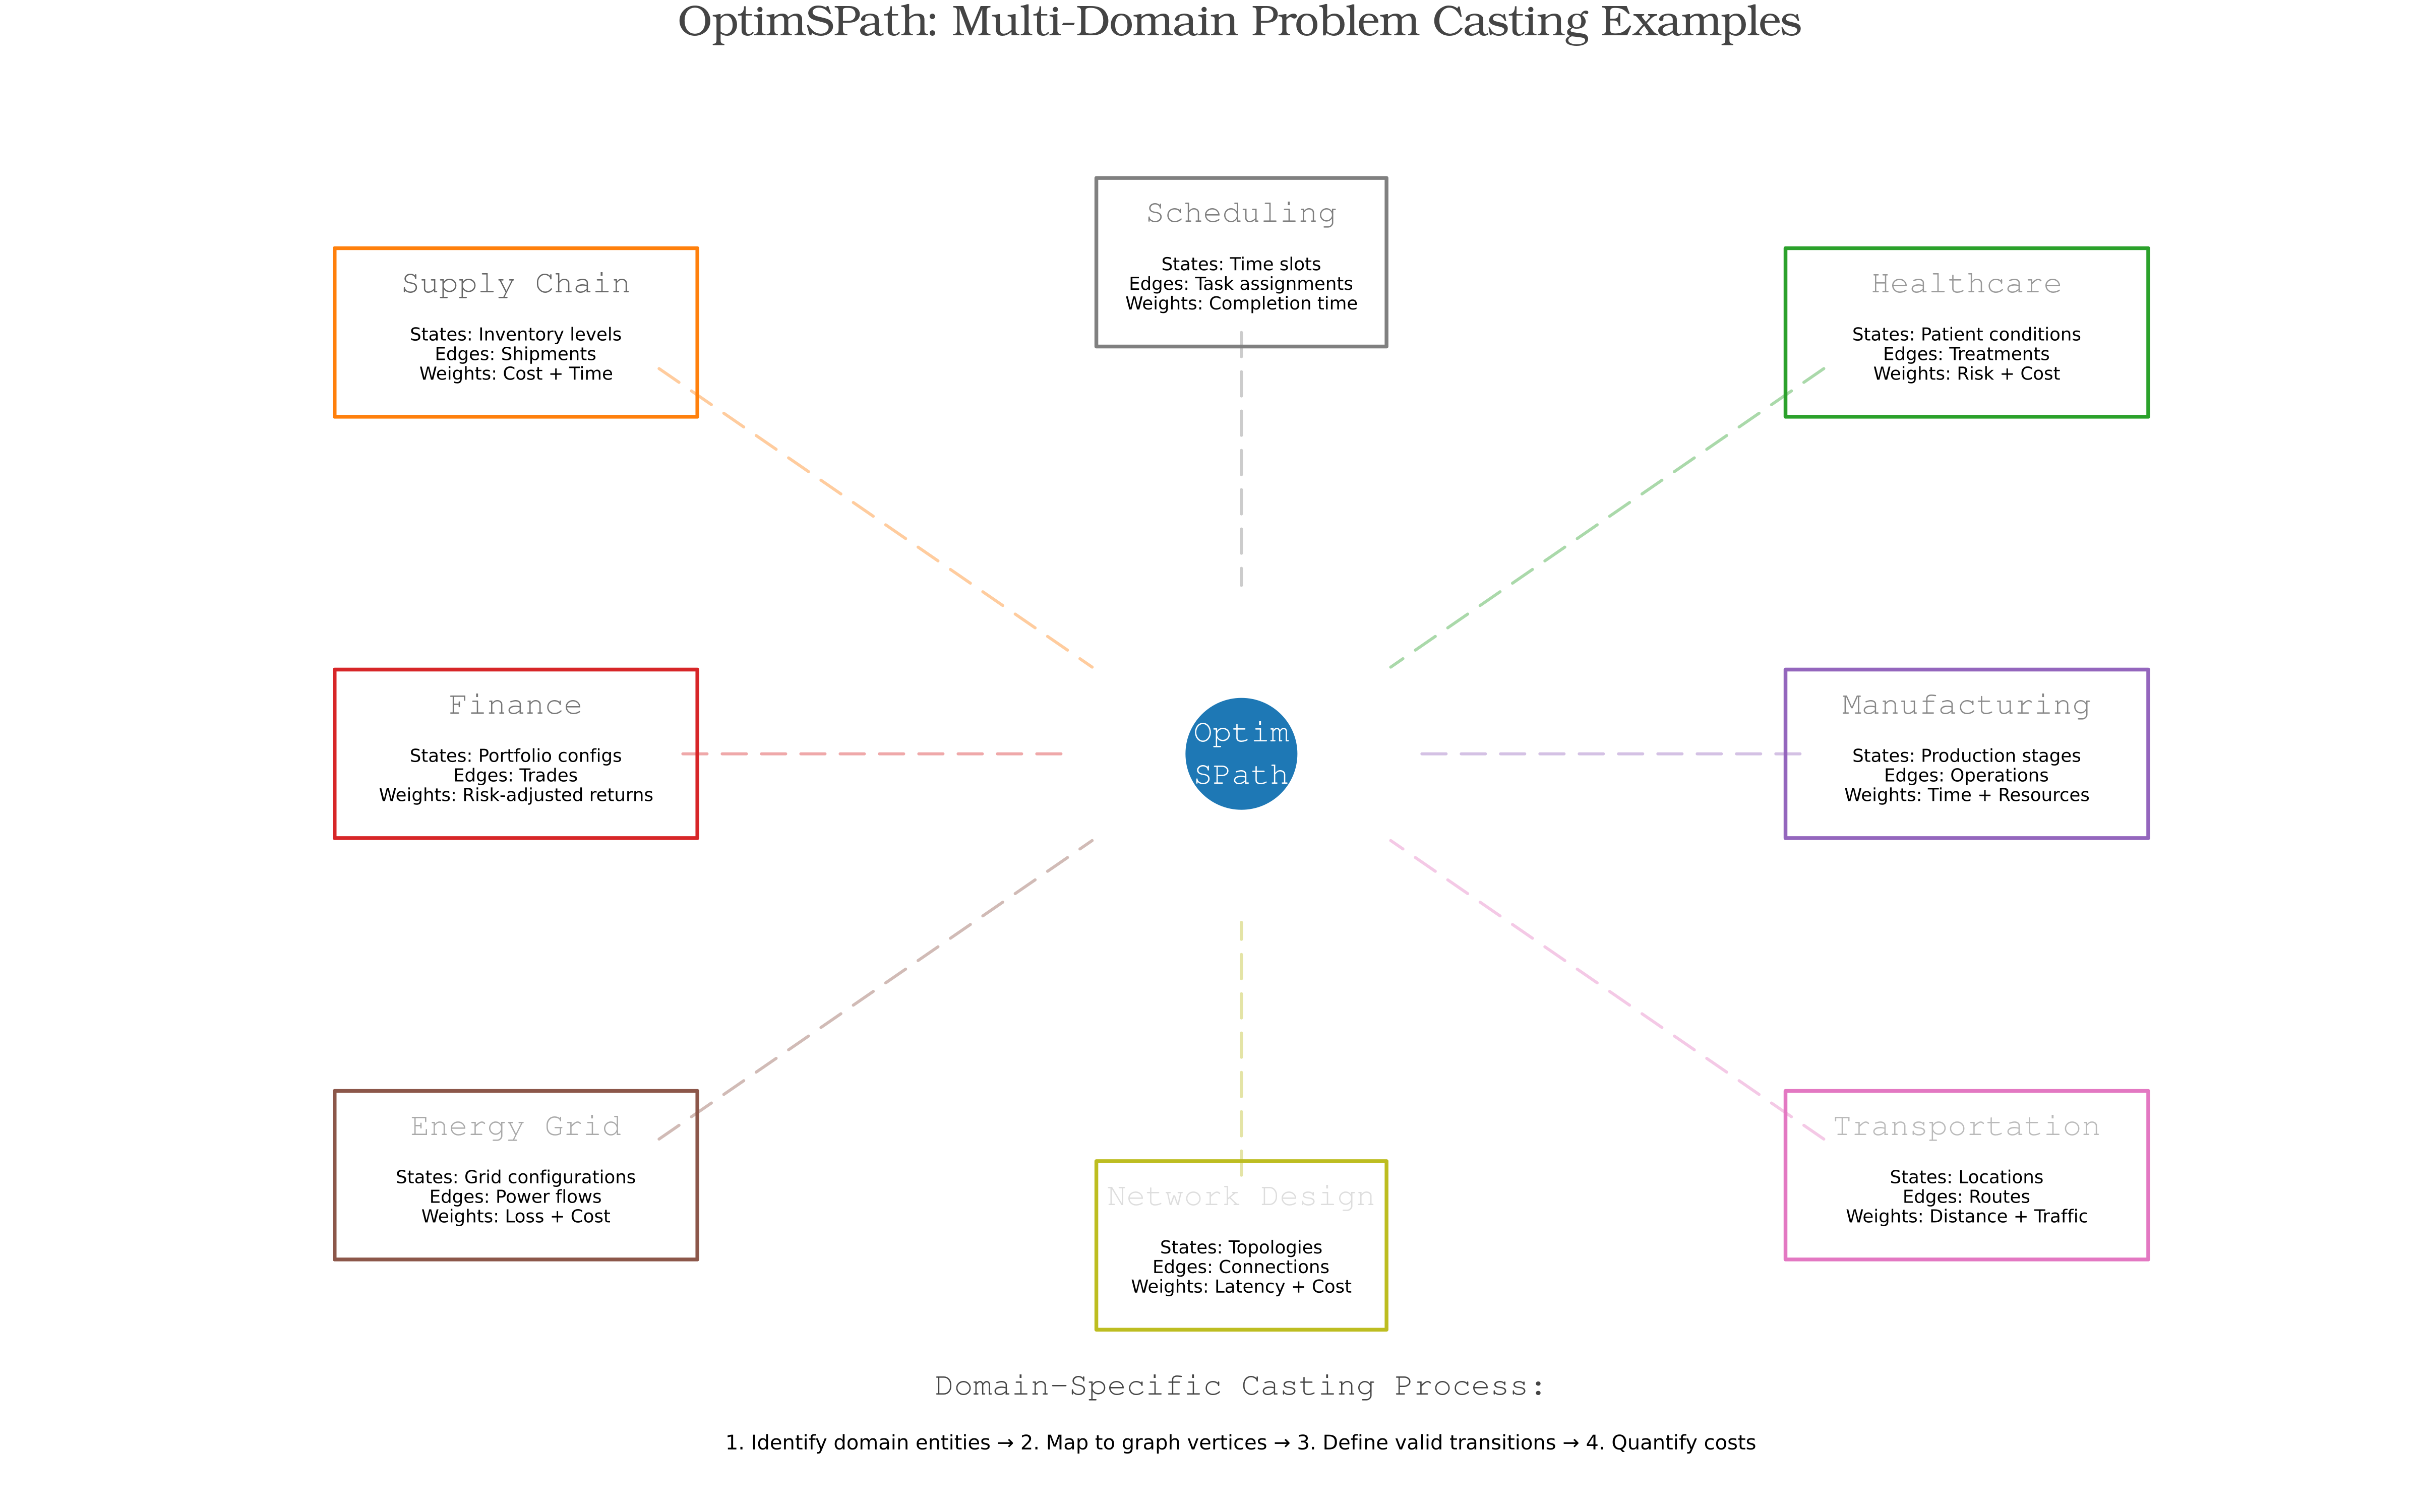 OptimSPath: Multi-Domain Problem Casting Examples
Scheduling
States: Time slots
Edges: Task assignments
Weights: Completion time
Supply Chain
States: Inventory levels
Edges: Shipments
Weights: Cost + Time
Healthcare
States: Patient conditions
Edges: Treatments
Weights: Risk + Cost
Finance
States: Portfolio configs
Edges: Trades
Weights: Risk-adjusted returns
Optim
SPath
Manufacturing
States: Production stages
Edges: Operations
Weights: Time + Resources
Energy Grid
States: Grid configurations
Edges: Power flows
Weights: Loss + Cost
Network Design
States: Topologies
Edges: Connections
Weights: Latency + Cost
Transportation
States: Locations
Edges: Routes
Weights: Distance + Traffic
Domain-Specific Casting Process:
1. Identify domain entities → 2. Map to graph vertices → 3. Define valid transitions → 4. Quantify costs